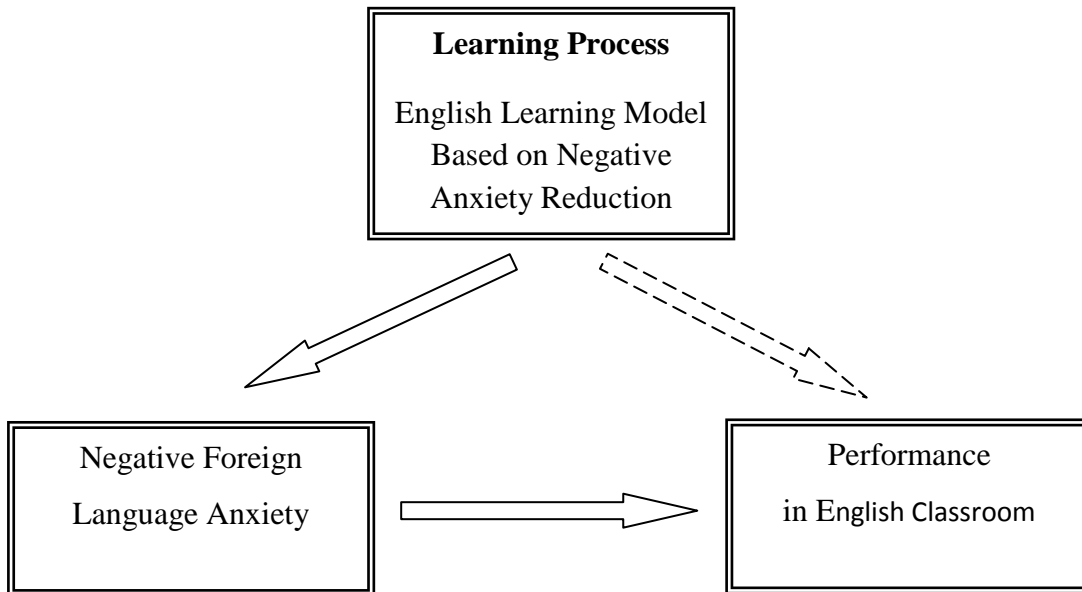 Learning Process
English Learning Model
Based on Negative
Anxiety Reduction
Negative Foreign
Language Anxiety
Performance
in English Classroom